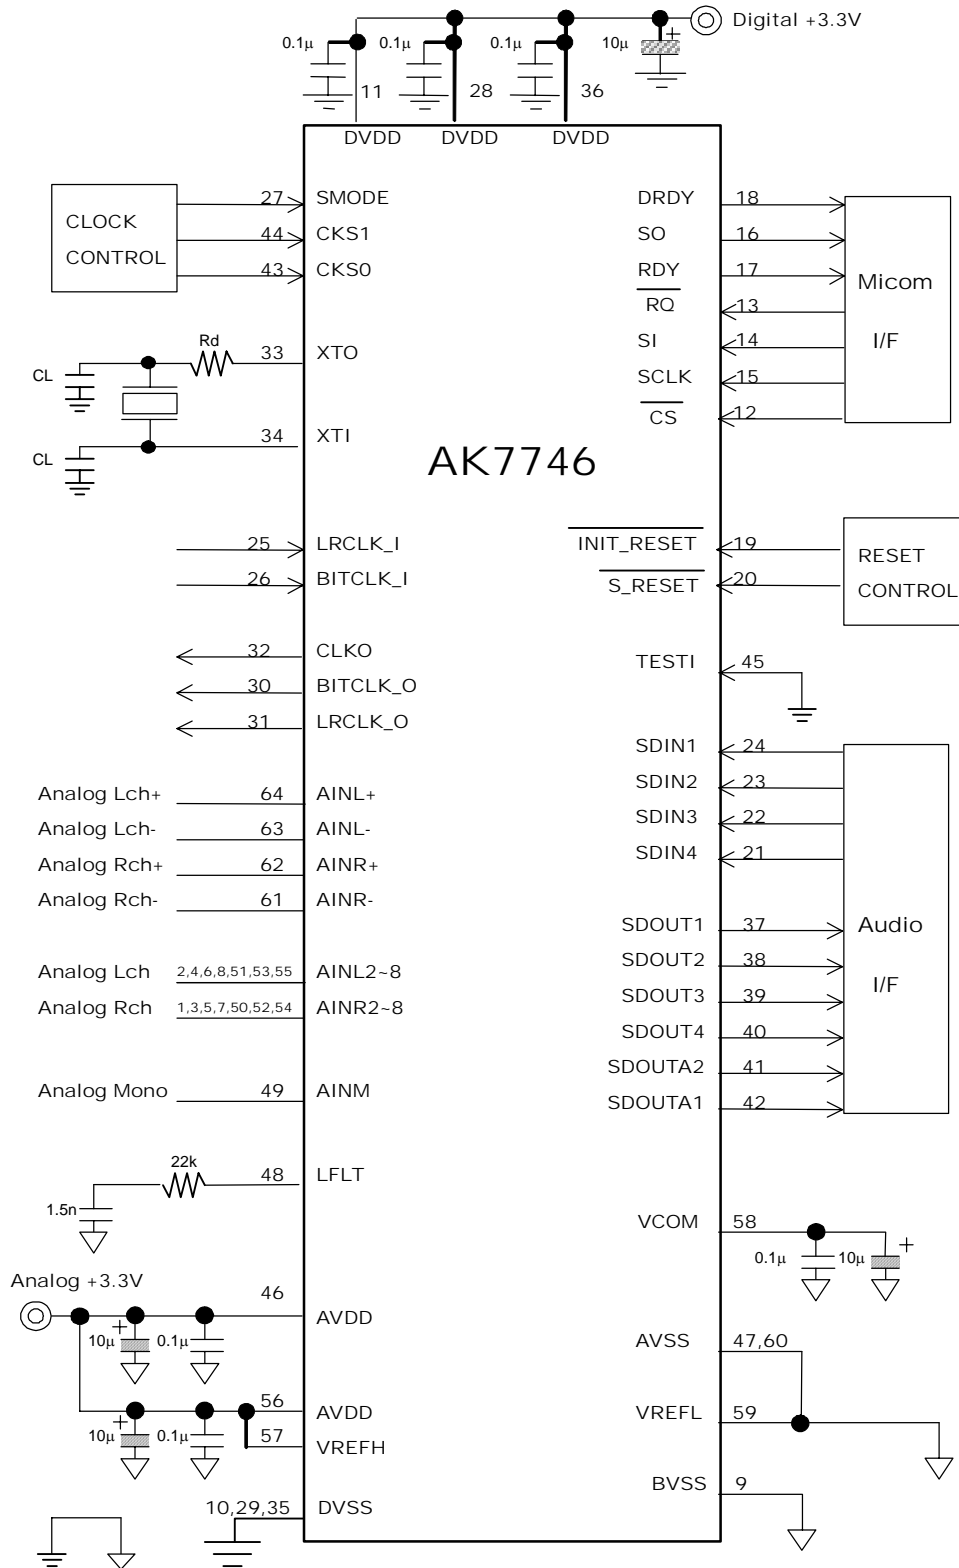 Digital +3.3V
0.1µ
0.1µ
0.1µ
10µ
+
11
28
36
DVDD
DVDD
DVDD
CLOCK
CONTROL
27
SMODE
44
CKS1
43
CKS0
Rd
33
XTO
CL
34
XTI
CL
AK7746
DRDY
18
SO
16
RDY
17
RQ
13
SI
14
SCLK
15
CS
12
Micom
I/F
25
LRCLK_I
26
BITCLK_I
INIT_RESET
19
S_RESET
20
RESET
CONTROL
32
CLKO
30
BITCLK_O
31
LRCLK_O
TESTI
45
Analog Lch+
64
AINL+
Analog Lch-
63
AINL-
Analog Rch+
62
AINR+
Analog Rch-
61
AINR-
SDIN1
24
SDIN2
23
SDIN3
22
SDIN4
21
Analog Lch
2,4,6,8,51,53,55
AINL2~8
Analog Rch
1,3,5,7,50,52,54
AINR2~8
SDOUT1
37
SDOUT2
38
SDOUT3
39
SDOUT4
40
SDOUTA2
41
SDOUTA1
42
Audio
I/F
Analog Mono
49
AINM
22k
48
LFLT
1.5n
VCOM
58
0.1µ
10µ
+
Analog +3.3V
46
AVDD
+
10µ
0.1µ
AVSS
47,60
56
AVDD
+
10µ
0.1µ
57
VREFH
VREFL
59
BVSS
9
10,29,35
DVSS